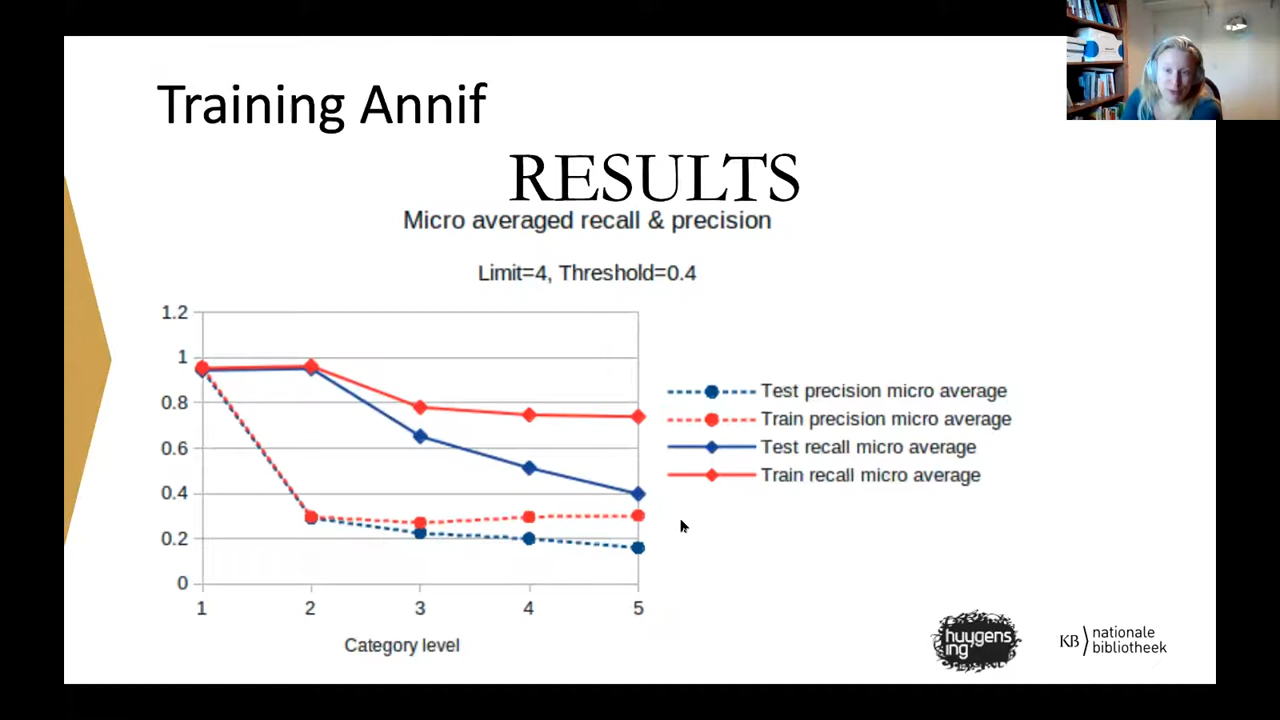 Training Annif
RESULTS
Micro averaged recall & precision
Limit=4, Threshold=0.4
1.2
1
0.8
0.6
0.4
0.2
0
1 2 3 4 5
Category level
Test precision micro average
Train precision micro average
Test recall micro average
Train recall micro average
huygens
ing
KB nationale
bibliotheek